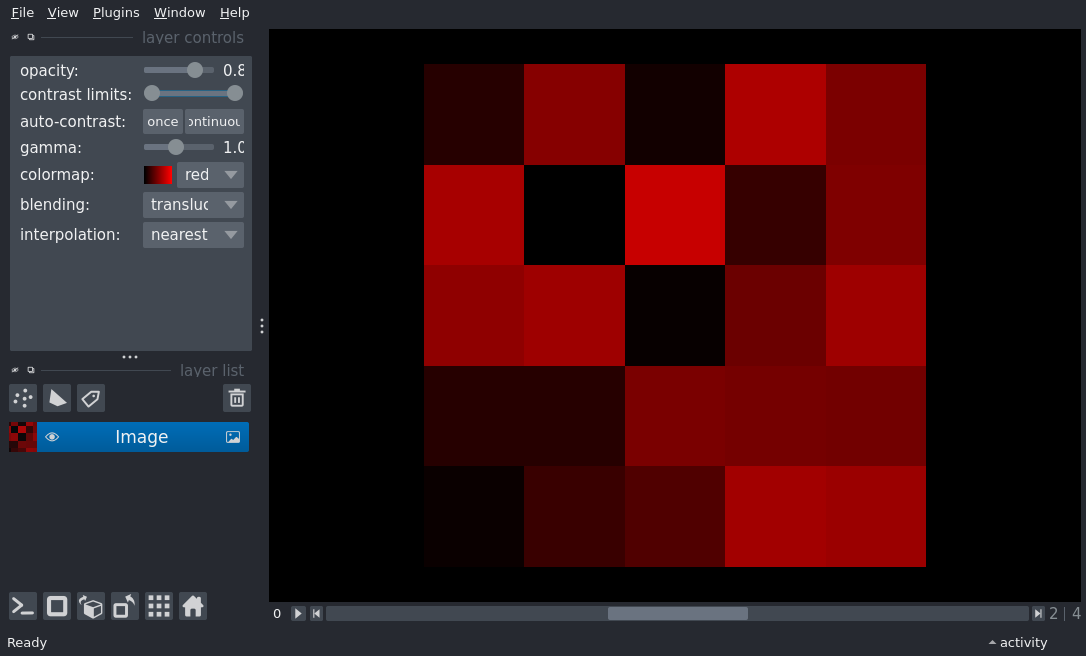 File View Plugins Window Help
layer controls
opacity: 0.8
contrast limits:
auto-contrast: once ontinuou
gamma: 1.0
colormap: red
blending: transluc
interpolation: nearest
layer list
Image
0 2 | 4
Ready activity